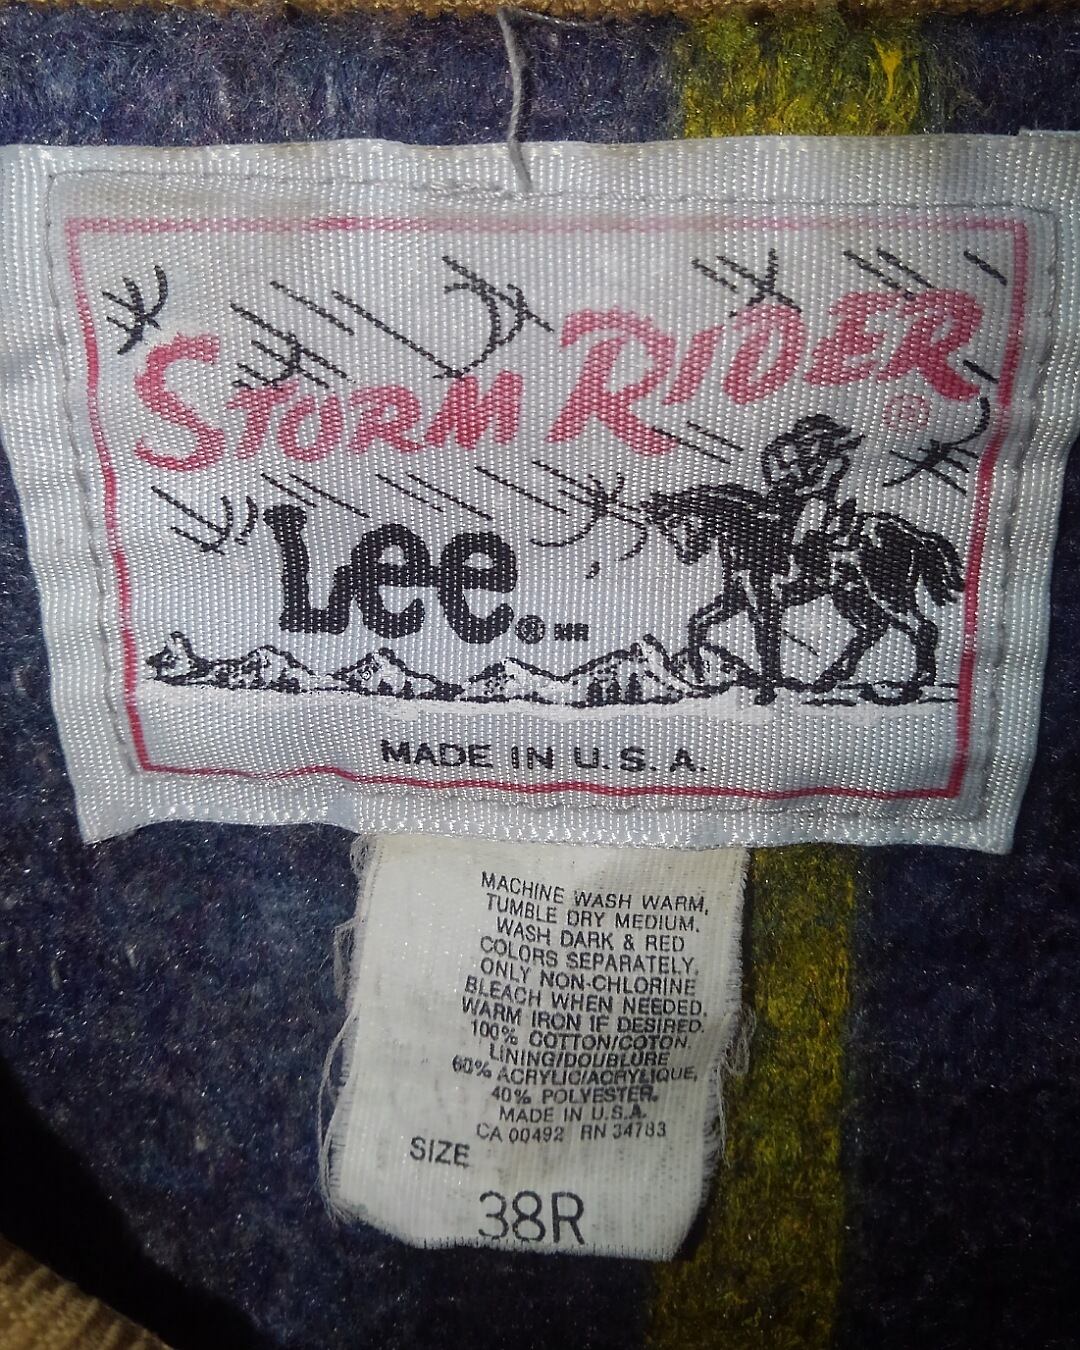 STORM RIDER ®
Lee. ® MR
MADE IN U.S.A.
MACHINE WASH WARM,
TUMBLE DRY MEDIUM.
WASH DARK & RED
COLORS SEPARATELY.
ONLY NON-CHLORINE
BLEACH WHEN NEEDED.
WARM IRON IF DESIRED.
100% COTTON/COTON.
LINING/DOUBLURE
60% ACRYLIC/ACRYLIQUE,
40% POLYESTER.
MADE IN U.S.A.
CA 00492 RN 34783
SIZE
38R